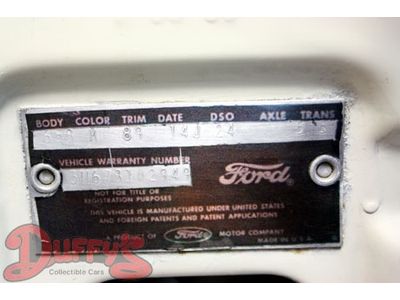 BODY COLOR TRIM DATE DSO AXLE TRANS
VEHICLE WARRANTY NUMBER
Ford
NOT FOR TITLE OR
REGISTRATION PURPOSES
THIS VEHICLE IS MANUFACTURED UNDER UNITED STATES
AND FOREIGN PATENTS AND PATENT APPLICATIONS
A PRODUCT OF Ford MOTOR COMPANY
MADE IN U.S.A.
DUFFY'S
Collectible Cars